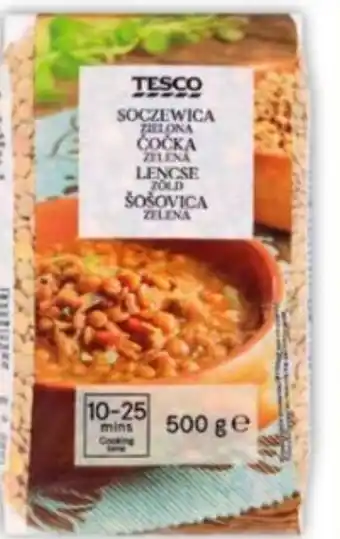 TESCO
SOCZEWICA
ZIELONA
ČOČKA
ZELENÁ
LENCSE
ZÖLD
ŠOŠOVICA
ZELENÁ
10-25
mins
Cooking
time
500 g e